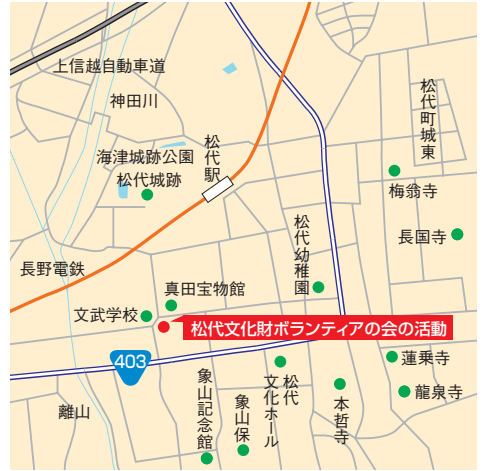 上信越自動車道
神田川
松代町城東
松代駅
海津城跡公園
松代城跡
梅翁寺
長国寺
松代幼稚園
長野電鉄
真田宝物館
文武学校
松代文化財ボランティアの会の活動
403
蓮乗寺
離山
象山記念館
象山保
松代
文化ホール
本哲寺
龍泉寺